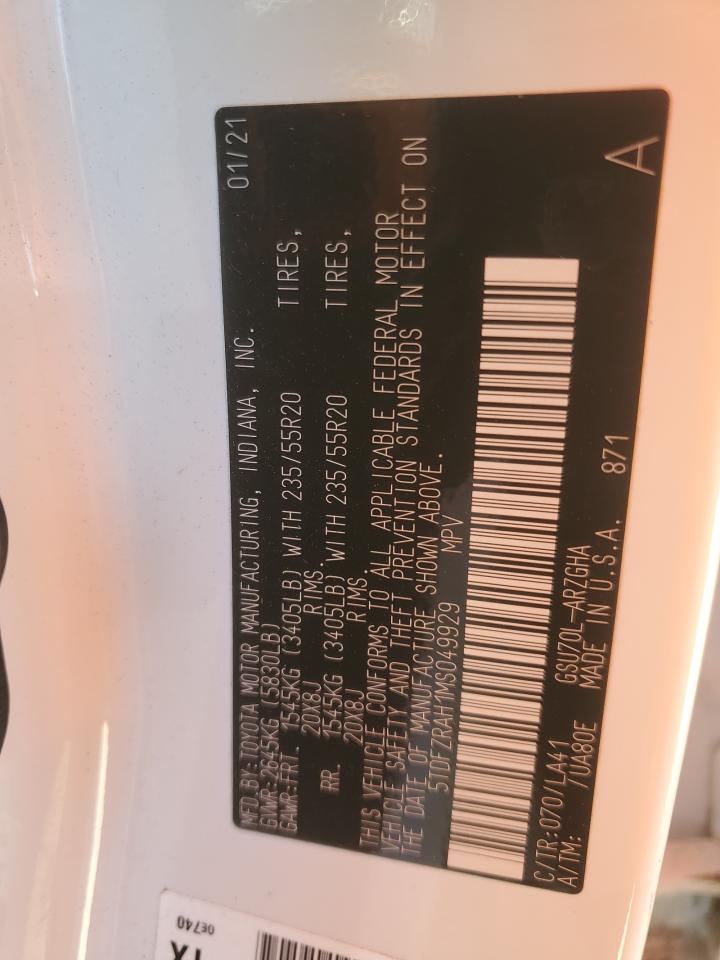 MFD.BY:TOYOTA MOTOR MANUFACTURING, INDIANA, INC. 01/21
GVWR:2645KG (5830LB)
GAWR:FRT. 1545KG (3405LB) WITH 235/55R20 TIRES,
20X8J RIMS.
RR. 1545KG (3405LB) WITH 235/55R20 TIRES,
20X8J RIMS.
THIS VEHICLE CONFORMS TO ALL APPLICABLE FEDERAL MOTOR
VEHICLE SAFETY AND THEFT PREVENTION STANDARDS IN EFFECT ON
THE DATE OF MANUFACTURE SHOWN ABOVE.
5TDFZRAH1MS049929 MPV
C/TR:070/LA41 GSU70L-ARZGHA 871
A/TM: /UA80E MADE IN U.S.A.
A
0E740